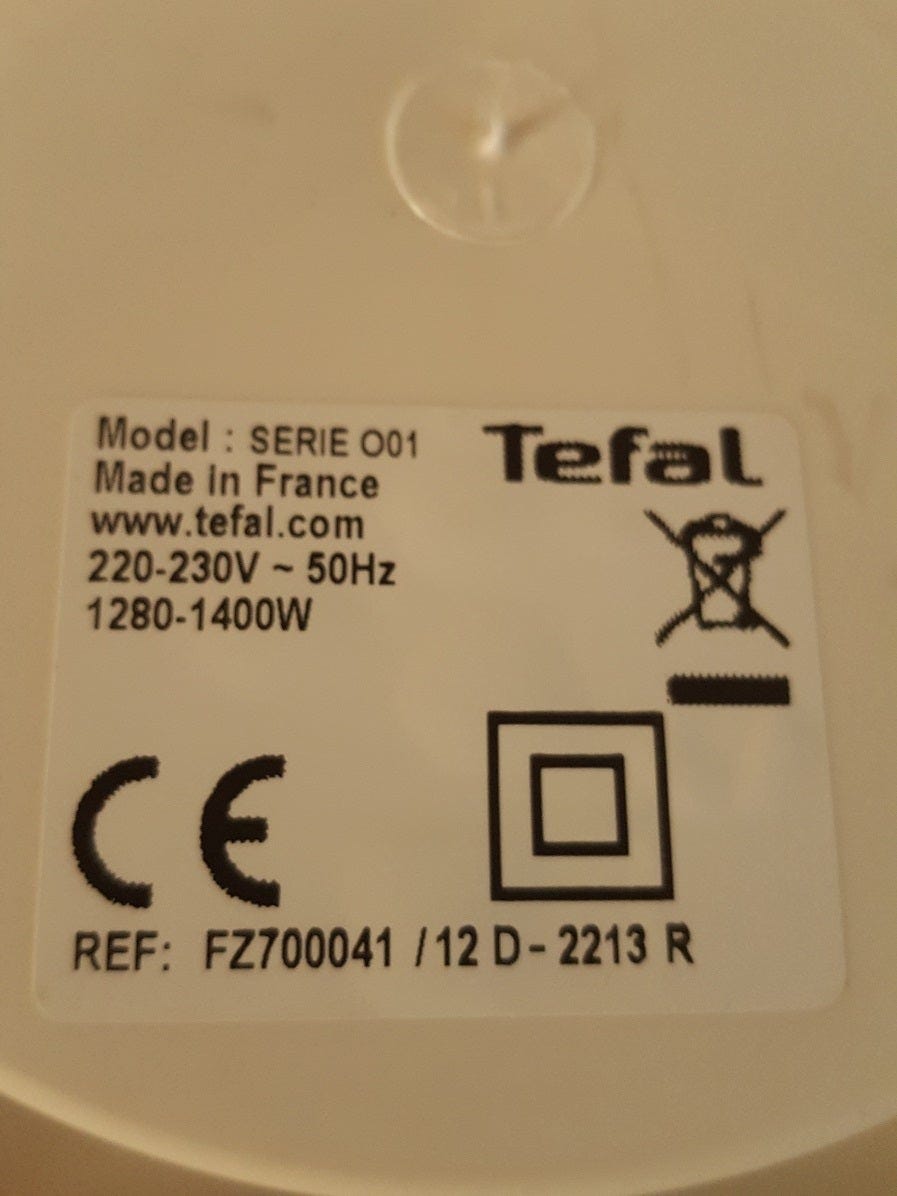 Model : SERIE O01
Tefal
Made in France
www.tefal.com
220-230V ~ 50Hz
1280-1400W
CE
REF: FZ700041 / 12 D - 2213 R